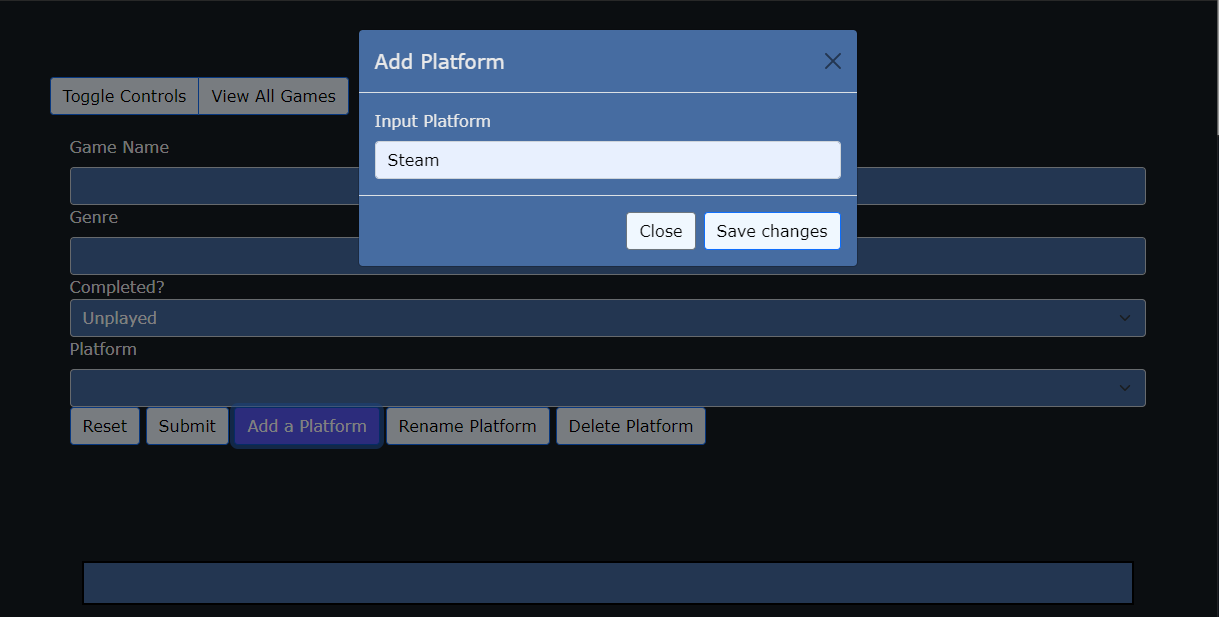 Add Platform
Toggle Controls View All Games
Input Platform
Steam
Close Save changes
Game Name
Genre
Completed?
Unplayed
Platform
Reset Submit Add a Platform Rename Platform Delete Platform